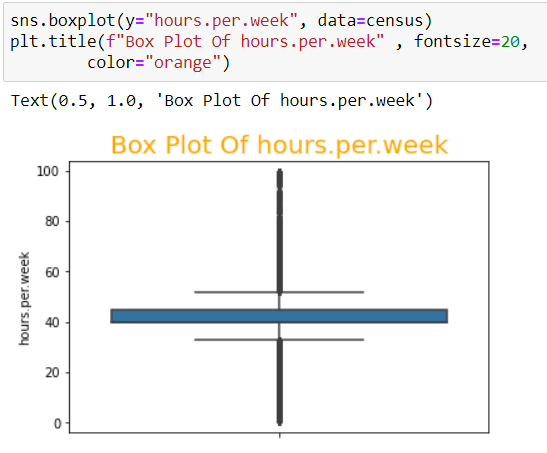 sns.boxplot(y="hours.per.week", data=census)
plt.title(f"Box Plot Of hours.per.week" , fontsize=20,
        color="orange")
Text(0.5, 1.0, 'Box Plot Of hours.per.week')
Box Plot Of hours.per.week
100
80
60
40
20
0
hours.per.week